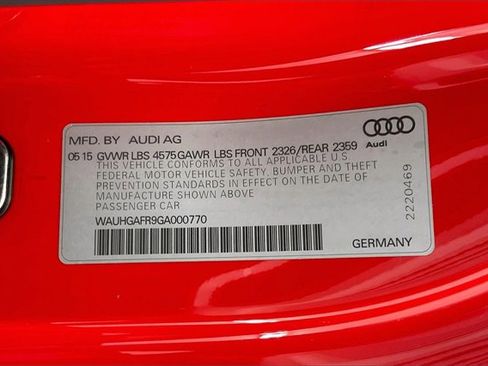 MFD. BY AUDI AG
Audi
05 15 GVWR LBS 4575 GAWR LBS FRONT 2326/REAR 2359
THIS VEHICLE CONFORMS TO ALL APPLICABLE U.S
FEDERAL MOTOR VEHICLE SAFETY. BUMPER AND THEFT
PREVENTION STANDARDS IN EFFECT ON THE DATE OF
MANUFACTURE SHOWN ABOVE
PASSENGER CAR
WAUHGAFR9GA000770
2220469
GERMANY